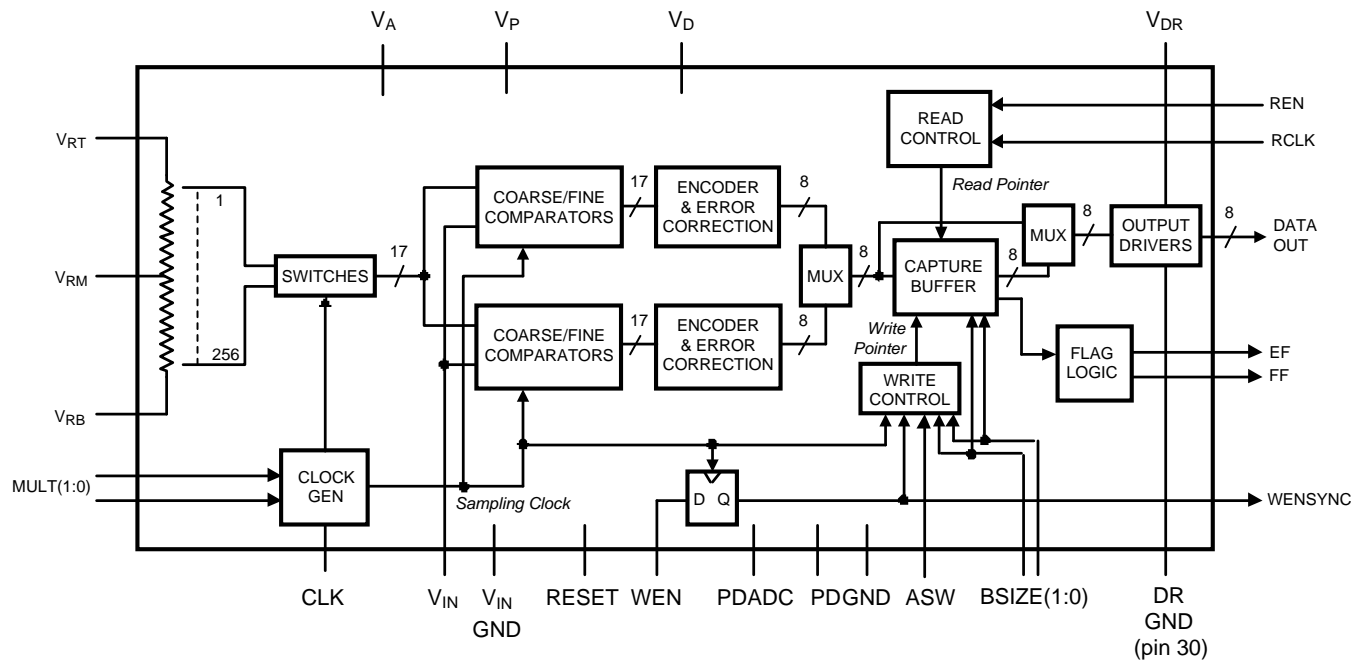 VA VP VD VDR
REN
RCLK
READ
CONTROL
Read Pointer
VRT
VRM
VRB
1
256
SWITCHES
17
COARSE/FINE
COMPARATORS
17
ENCODER
& ERROR
CORRECTION
8
COARSE/FINE
COMPARATORS
17
ENCODER
& ERROR
CORRECTION
8
MUX
8
CAPTURE
BUFFER
8
MUX
8
OUTPUT
DRIVERS
8
DATA
OUT
Write
Pointer
WRITE
CONTROL
FLAG
LOGIC
EF
FF
MULT(1:0)
CLOCK
GEN
Sampling Clock
D Q
WENSYNC
CLK
VIN
VIN
GND
RESET
WEN
PDADC
PDGND
ASW
BSIZE(1:0)
DR
GND
(pin 30)